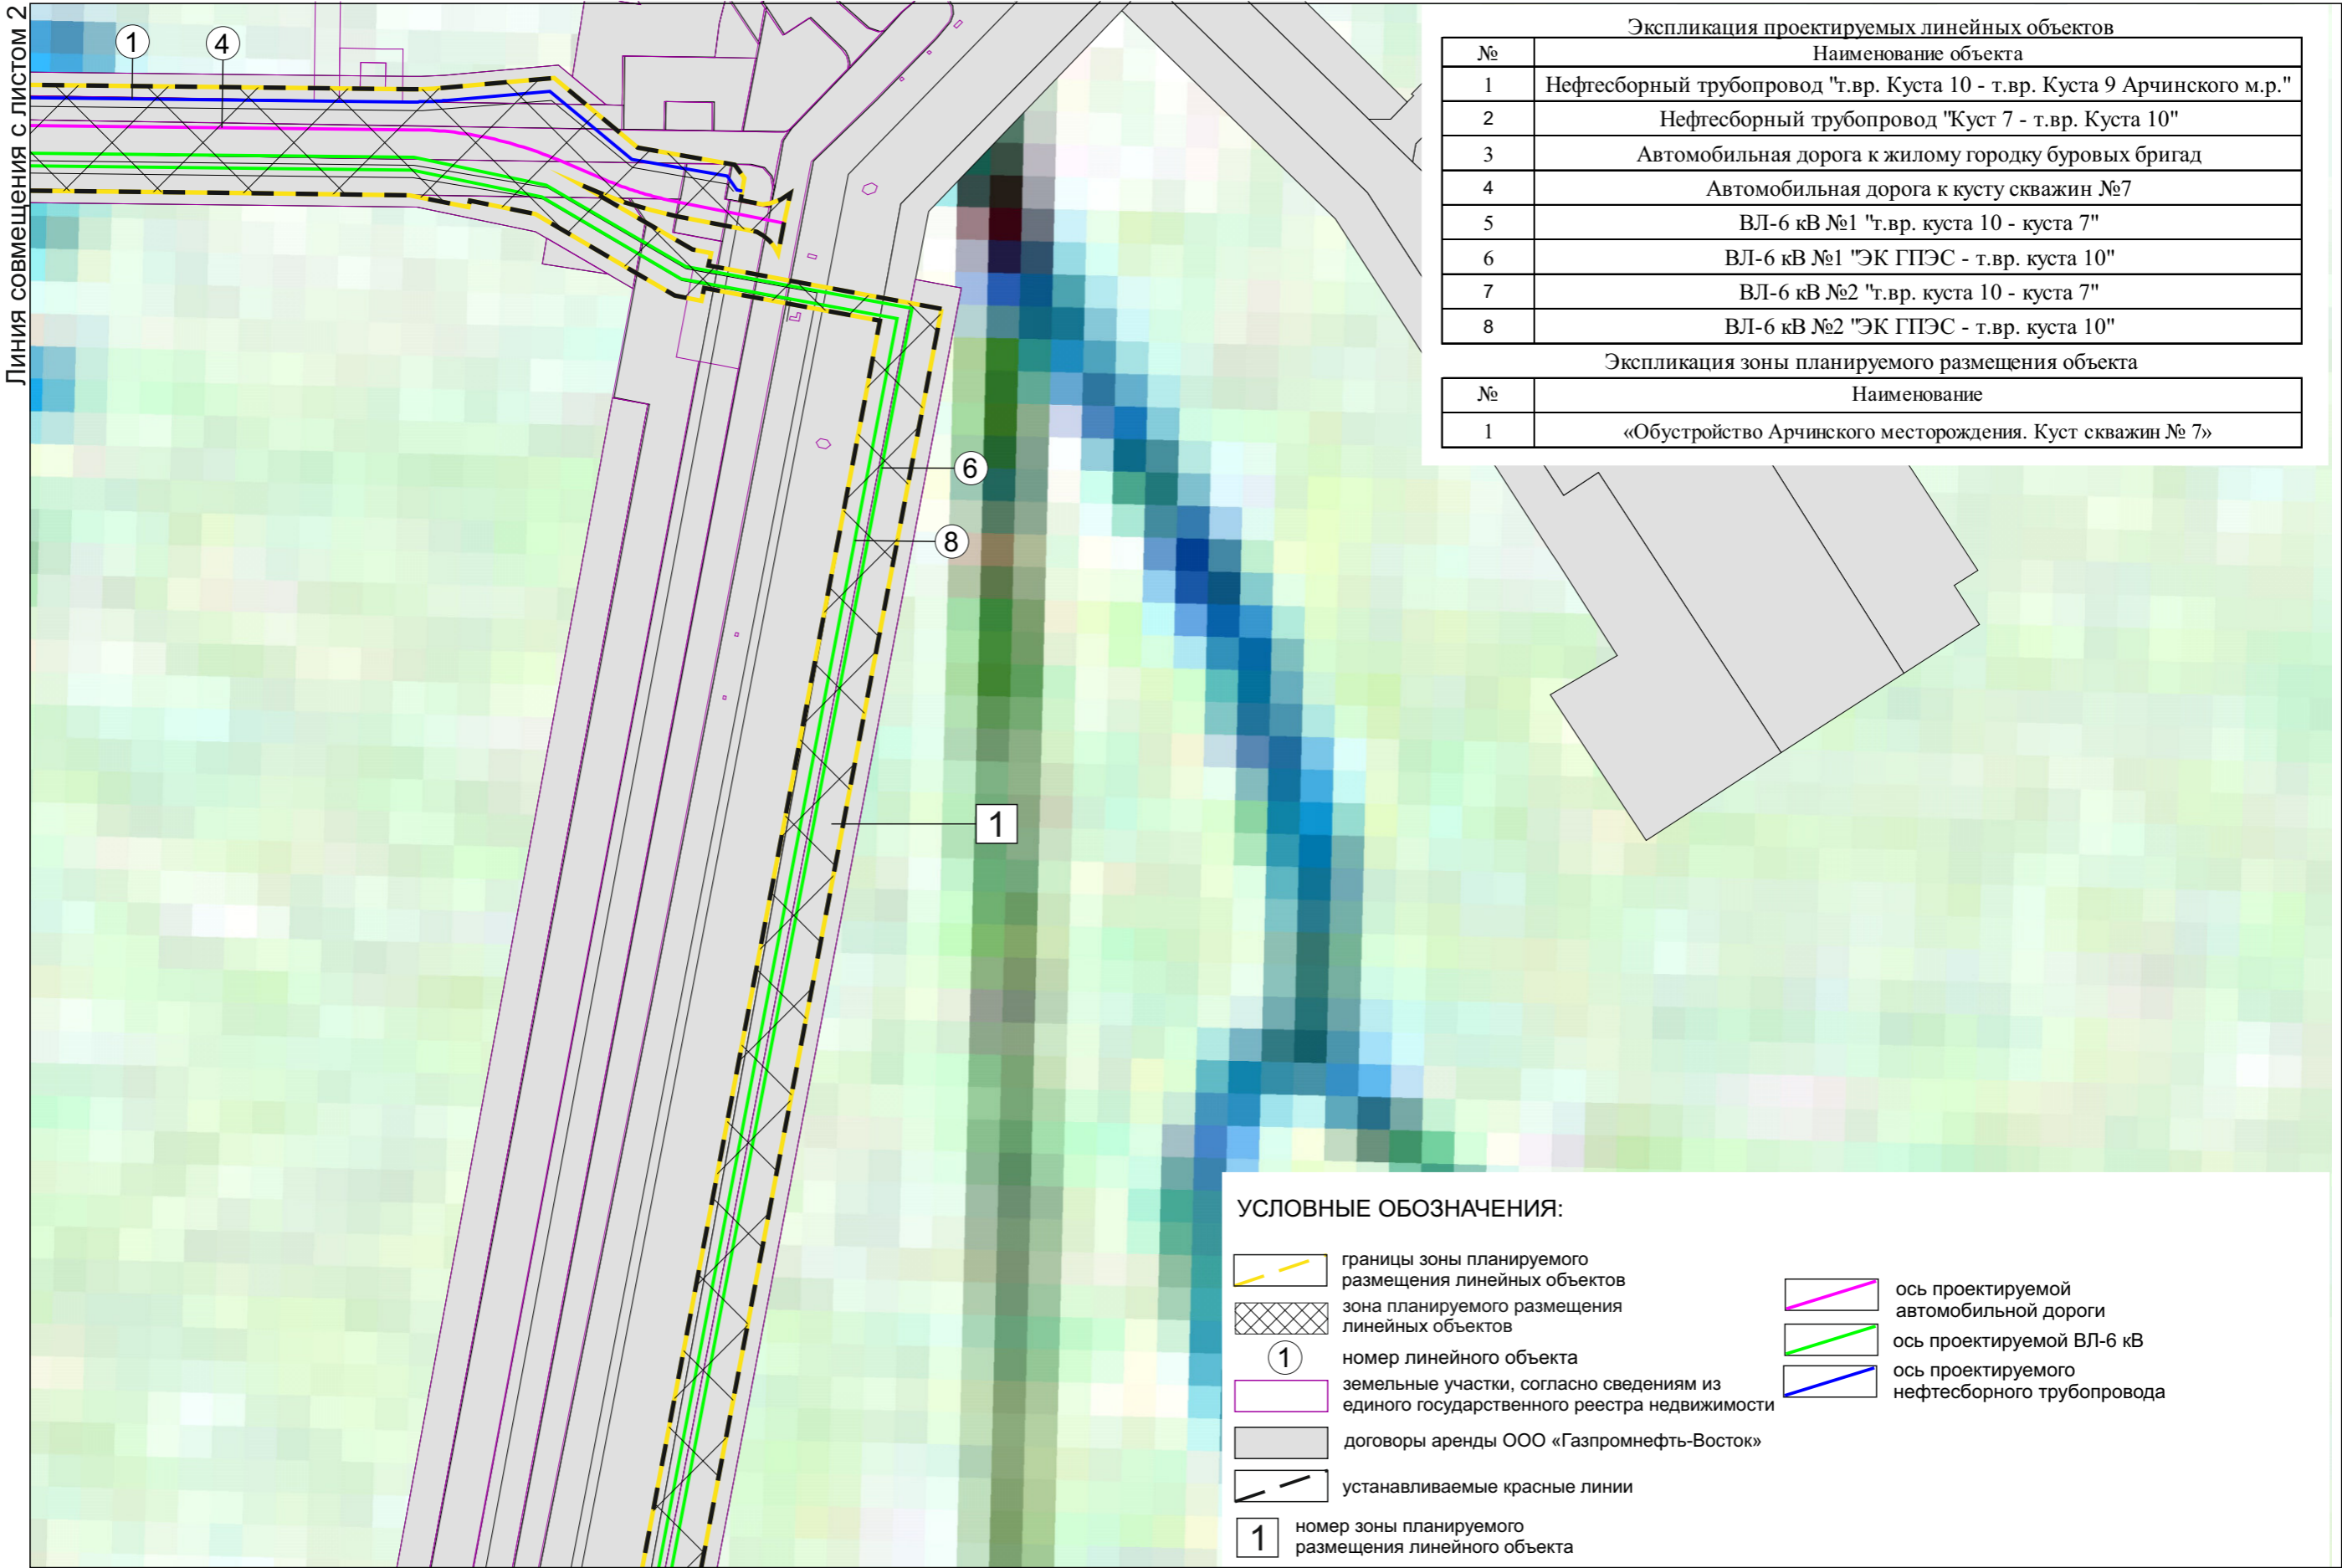 Линия совмещения с листом 2
1
4
Экспликация проектируемых линейных объектов
№ Наименование объекта
1 Нефтесборный трубопровод "т.вр. Куста 10 - т.вр. Куста 9 Арчинского м.р."
2 Нефтесборный трубопровод "Куст 7 - т.вр. Куста 10"
3 Автомобильная дорога к жилому городку буровых бригад
4 Автомобильная дорога к кусту скважин №7
5 ВЛ-6 кВ №1 "т.вр. куста 10 - куста 7"
6 ВЛ-6 кВ №1 "ЭК ГПЭС - т.вр. куста 10"
7 ВЛ-6 кВ №2 "т.вр. куста 10 - куста 7"
8 ВЛ-6 кВ №2 "ЭК ГПЭС - т.вр. куста 10"
Экспликация зоны планируемого размещения объекта
№ Наименование
1 «Обустройство Арчинского месторождения. Куст скважин № 7»
6
8
1
УСЛОВНЫЕ ОБОЗНАЧЕНИЯ:
границы зоны планируемого
размещения линейных объектов
зона планируемого размещения
линейных объектов
1 номер линейного объекта
земельные участки, согласно сведениям из
единого государственного реестра недвижимости
договоры аренды ООО «Газпромнефть-Восток»
устанавливаемые красные линии
1 номер зоны планируемого
размещения линейного объекта
ось проектируемой
автомобильной дороги
ось проектируемой ВЛ-6 кВ
ось проектируемого
нефтесборного трубопровода